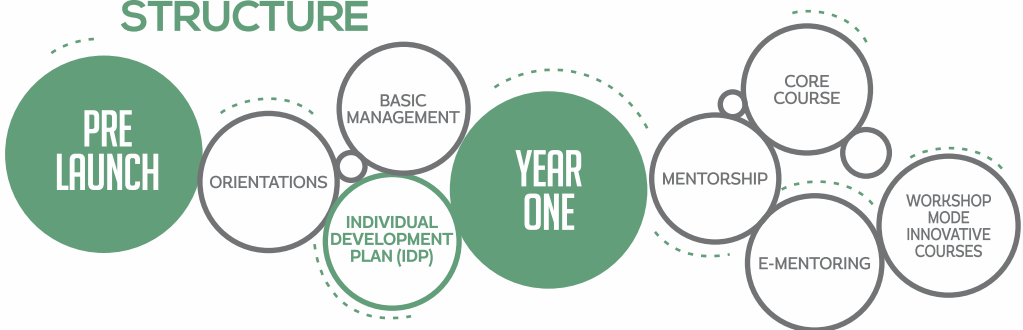 STRUCTURE
PRE
LAUNCH
ORIENTATIONS
BASIC
MANAGEMENT
INDIVIDUAL
DEVELOPMENT
PLAN (IDP)
YEAR
ONE
MENTORSHIP
CORE
COURSE
E-MENTORING
WORKSHOP
MODE
INNOVATIVE
COURSES